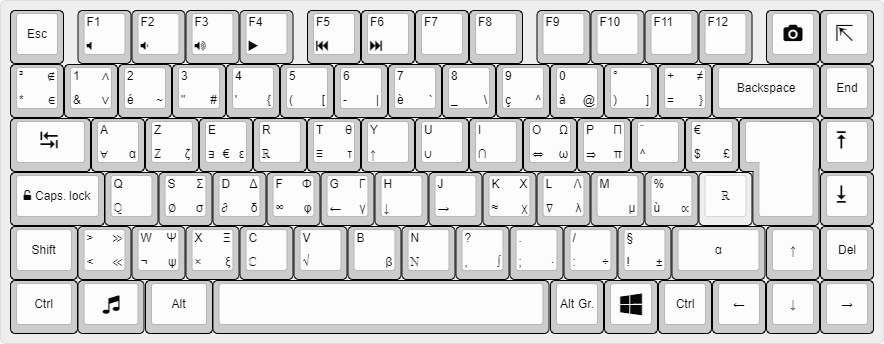 Esc F1 F2 F3 F4 F5 F6 F7 F8 F9 F10 F11 F12
² ∉ 1 ∧ 2 3 4 5 6 7 8 9 0 ° + ≠ Backspace End
* ∈ & ∨ é ~ " # ' { ( [ - | è ` _ \ ç ^ à @ ) ] = }
A Z E R T θ Y U I O Ω P Π ¨ €
∀ α Z ζ ∃ € ε ℝ Ξ τ ↑ ∪ ∩ ⇔ ω ⇒ π ^ $ £
Caps. lock Q S Σ D Δ F Φ G Γ H J K X L Λ M % ℝ
ℚ Ø σ ∂ δ ∞ φ ← γ ↓ → ≈ χ ∇ λ μ ù ∝
Shift > ≫ W Ψ X Ξ C V B N ? . / § α ↑ Del
< ≪ ¬ ψ × ξ ℂ √ β ℕ , ∫ ; · : ÷ ! ±
Ctrl Alt Alt Gr. Ctrl ← ↓ →